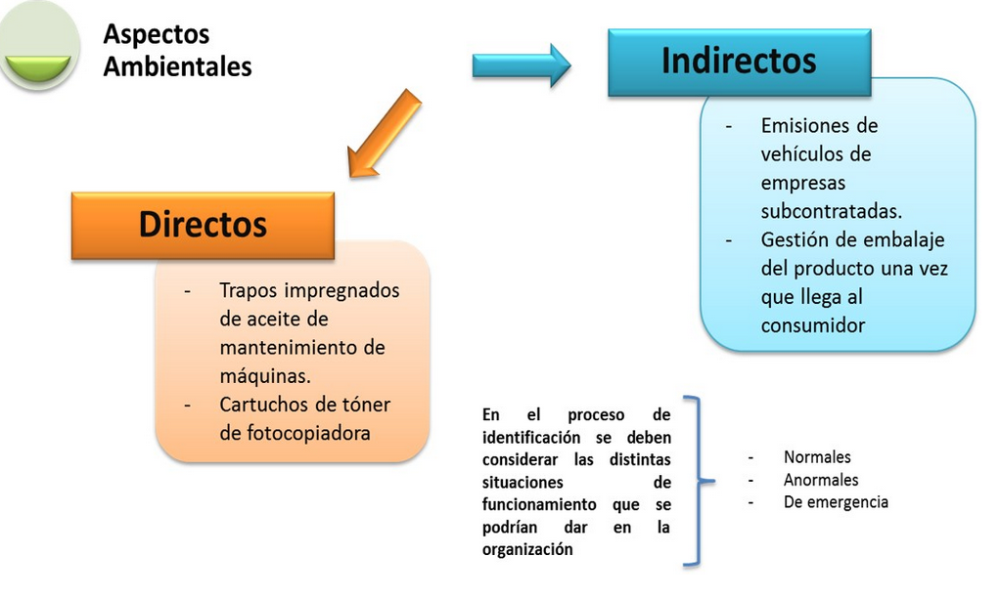 Aspectos
Ambientales
Indirectos
- Emisiones de
vehículos de
empresas
subcontratadas.
- Gestión de embalaje
del producto una vez
que llega al
consumidor
Directos
- Trapos impregnados
de aceite de
mantenimiento de
máquinas.
- Cartuchos de tóner
de fotocopiadora
En el proceso de
identificación se deben
considerar las distintas
situaciones de
funcionamiento que se
podrían dar en la
organización
- Normales
- Anormales
- De emergencia